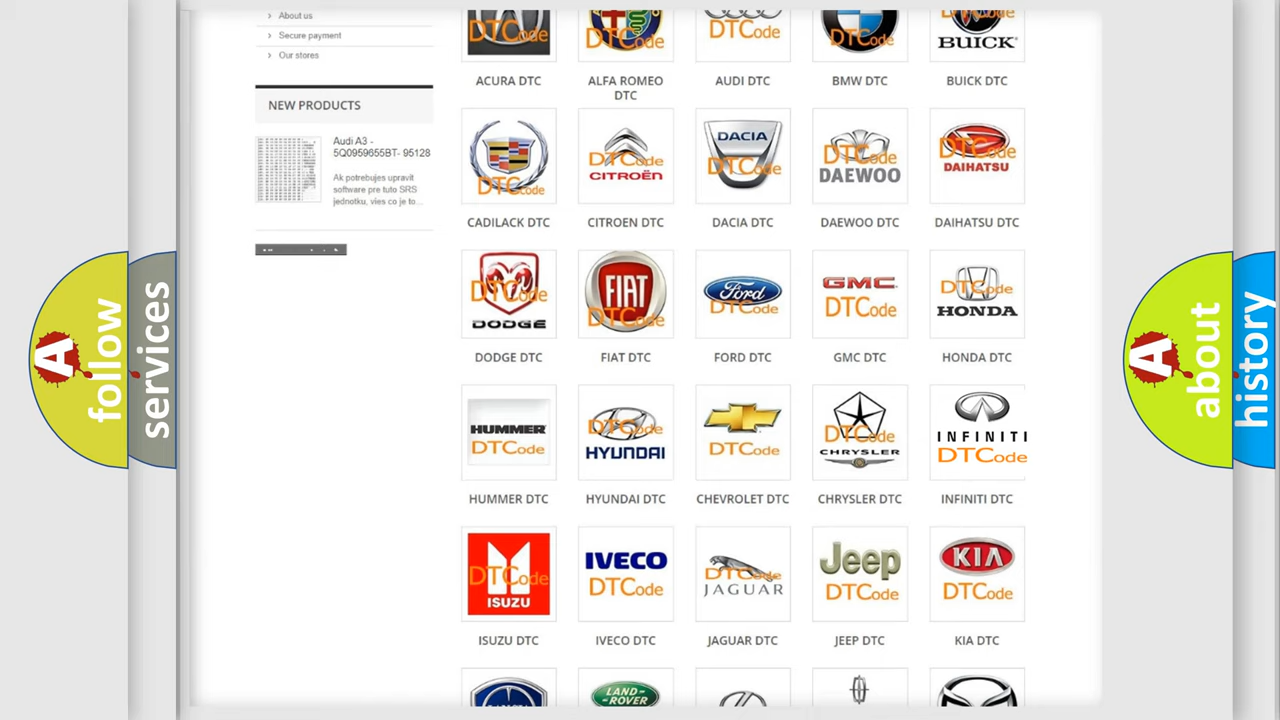 About us
Secure payment
Our stores
NEW PRODUCTS
Audi A3 -
5Q0959655BT- 95128
Ak potrebujes upravit
software pre tuto SRS
jednotku, vies co je to...
DTCode
DTCode
DTCode
DTCode
BUICK
ACURA DTC
ALFA ROMEO
DTC
AUDI DTC
BMW DTC
BUICK DTC
DTCode
DTCode
CITROËN
DACIA
DTCode
DTCode
DAEWOO
DTCode
DAIHATSU
CADILACK DTC
CITROEN DTC
DACIA DTC
DAEWOO DTC
DAIHATSU DTC
DTCode
DODGE
FIAT
DTCode
Ford
DTCode
GMC
DTCode
DTCode
HONDA
DODGE DTC
FIAT DTC
FORD DTC
GMC DTC
HONDA DTC
HUMMER
DTCode
DTCode
HYUNDAI
DTCode
DTCode
CHRYSLER
INFINITI
DTCode
HUMMER DTC
HYUNDAI DTC
CHEVROLET DTC
CHRYSLER DTC
INFINITI DTC
DTCode
ISUZU
IVECO
DTCode
DTCode
JAGUAR
Jeep
DTCode
KIA
DTCode
ISUZU DTC
IVECO DTC
JAGUAR DTC
JEEP DTC
KIA DTC
LAND-
ROVER
A follow
services
A about
history